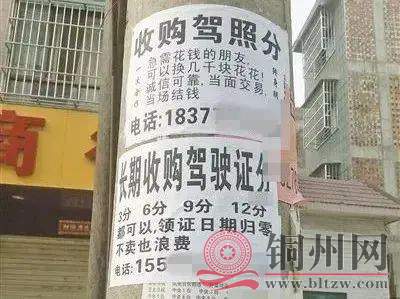 收购驾照分
急需花钱的朋友,
可以换几千块花花!
诚信可靠,当面交易,
当场结钱
电话:1837
长期收购驾驶证分
3分 6分 9分 12分
都可以,领证日期归零
不卖也浪费
电话:155
商
铜州网
www.bltzw.com